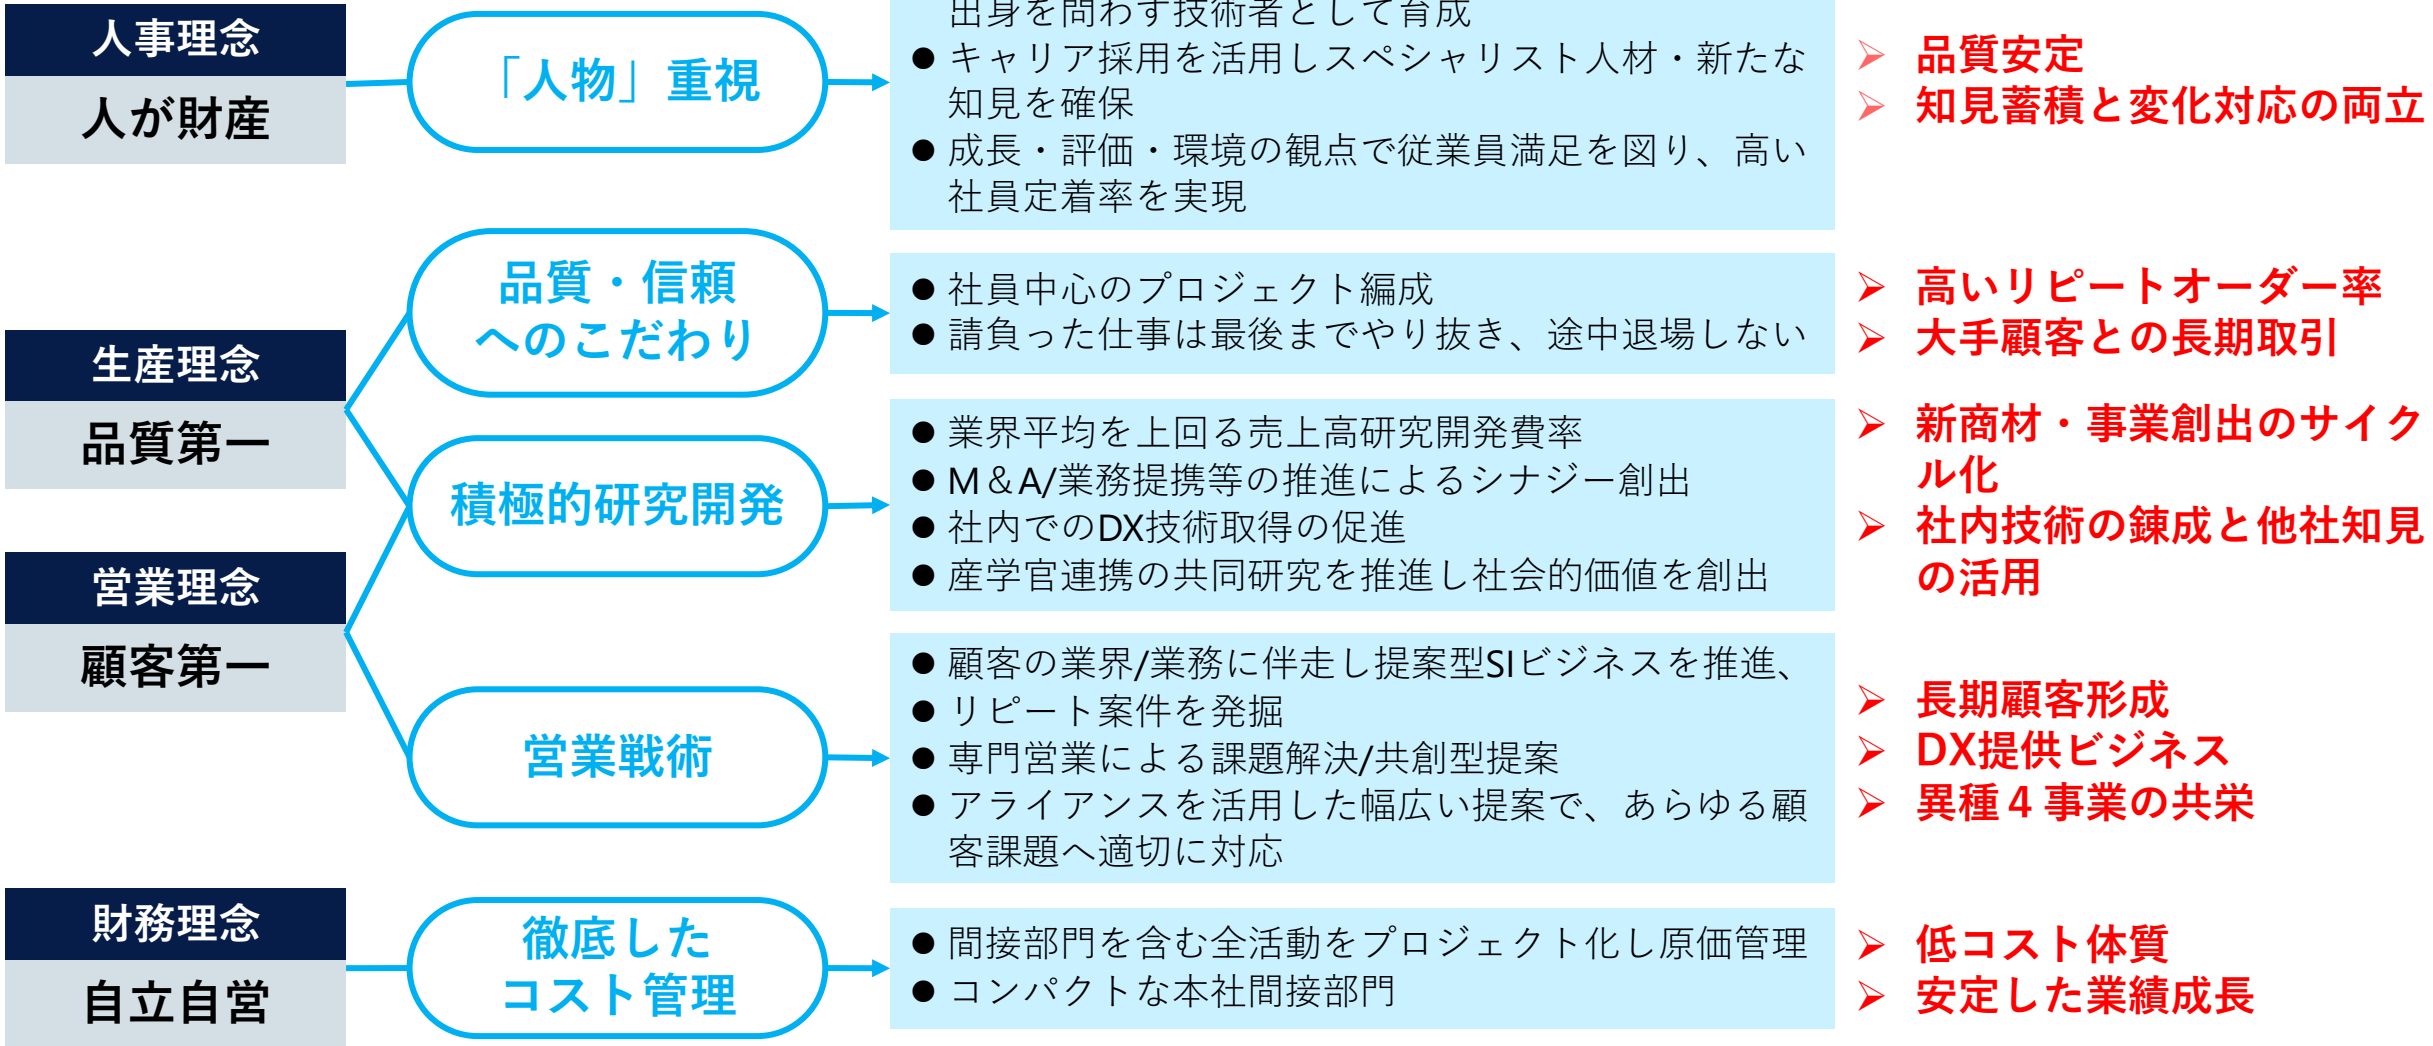 人事理念
人が財産
「人物」重視
出身を問わず技術者として育成
● キャリア採用を活用しスペシャリスト人材・新たな
知見を確保
● 成長・評価・環境の観点で従業員満足を図り、高い
社員定着率を実現
➢ 品質安定
➢ 知見蓄積と変化対応の両立
生産理念
品質第一
品質・信頼
へのこだわり
● 社員中心のプロジェクト編成
● 請負った仕事は最後までやり抜き、途中退場しない
➢ 高いリピートオーダー率
➢ 大手顧客との長期取引
積極的研究開発
● 業界平均を上回る売上高研究開発費率
● M＆A/業務提携等の推進によるシナジー創出
● 社内でのDX技術取得の促進
● 産学官連携の共同研究を推進し社会的価値を創出
➢ 新商材・事業創出のサイク
ル化
➢ 社内技術の錬成と他社知見
の活用
営業理念
顧客第一
営業戦術
● 顧客の業界/業務に伴走し提案型SIビジネスを推進、
● リピート案件を発掘
● 専門営業による課題解決/共創型提案
● アライアンスを活用した幅広い提案で、あらゆる顧
客課題へ適切に対応
➢ 長期顧客形成
➢ DX提供ビジネス
➢ 異種４事業の共栄
財務理念
自立自営
徹底した
コスト管理
● 間接部門を含む全活動をプロジェクト化し原価管理
● コンパクトな本社間接部門
➢ 低コスト体質
➢ 安定した業績成長